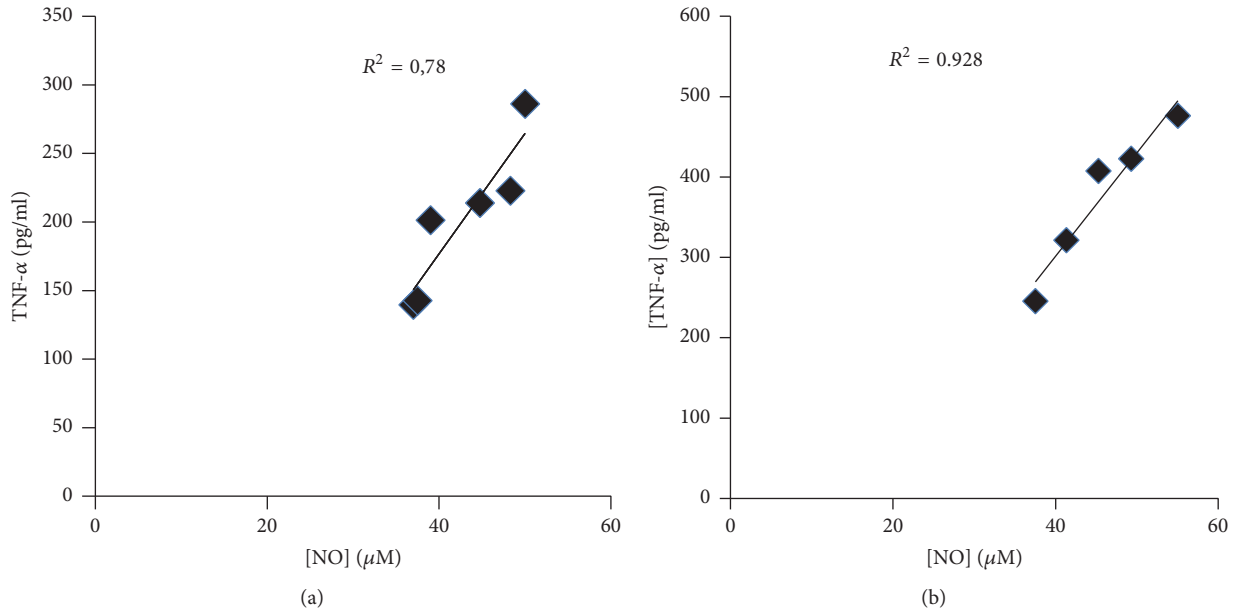 350
300
250
200
150
100
50
0
TNF-α (pg/ml)
R² = 0,78
0 20 40 60
[NO] (μM)
(a)
600
500
400
300
200
100
0
[TNF-α] (pg/ml)
R² = 0.928
0 20 40 60
[NO] (μM)
(b)